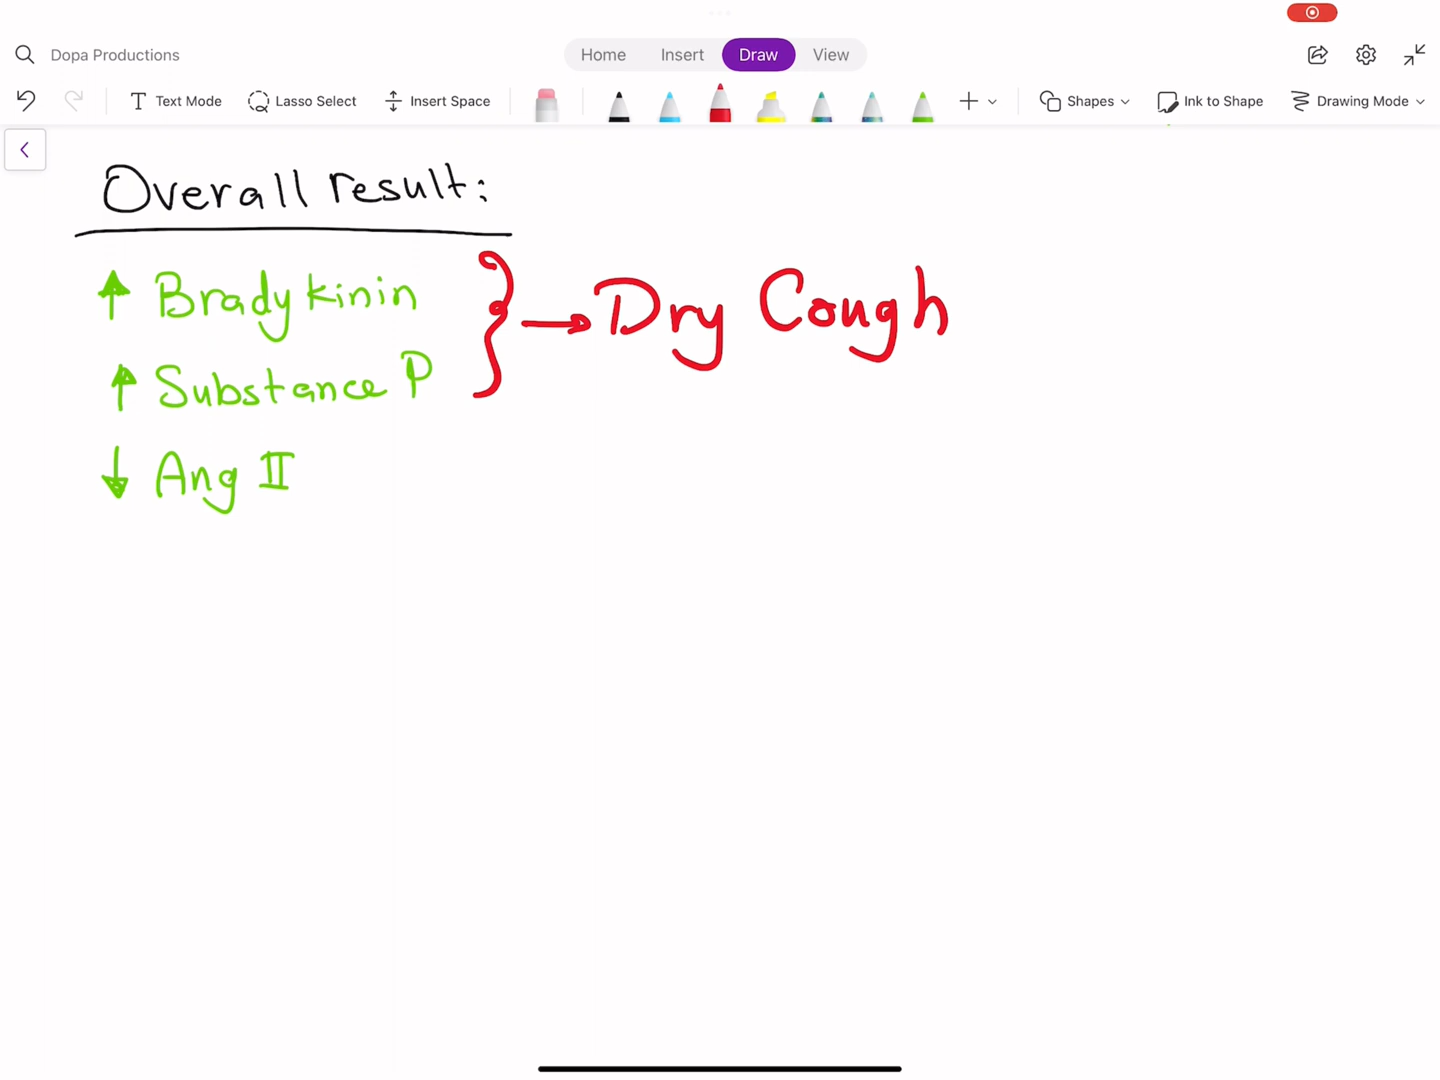 Dopa Productions
Home Insert Draw View
Text Mode Lasso Select Insert Space Shapes Ink to Shape Drawing Mode
Overall result:
↑ Bradykinin
↑ Substance P
↓ Ang II
} → Dry Cough